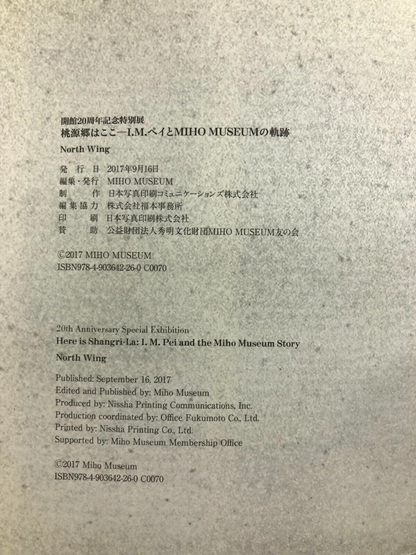 開館20周年記念特別展
桃源郷はここ―I.M.ペイとMIHO MUSEUMの軌跡
North Wing
発行日 2017年9月16日
編集・発行 MIHO MUSEUM
制作 日本写真印刷コミュニケーションズ株式会社
編集協力 株式会社福本事務所
印刷 日本写真印刷株式会社
賛助 公益財団法人秀明文化財団MIHO MUSEUM友の会
©2017 MIHO MUSEUM
ISBN978-4-903642-26-0 C0070
20th Anniversary Special Exhibition
Here is Shangri-La: I. M. Pei and the Miho Museum Story
North Wing
Published: September 16, 2017
Edited and Published by: Miho Museum
Produced by: Nissha Printing Communications, Inc.
Production coordinated by: Office Fukumoto Co., Ltd.
Printed by: Nissha Printing Co., Ltd.
Supported by: Miho Museum Membership Office
©2017 Miho Museum
ISBN978-4-903642-26-0 C0070